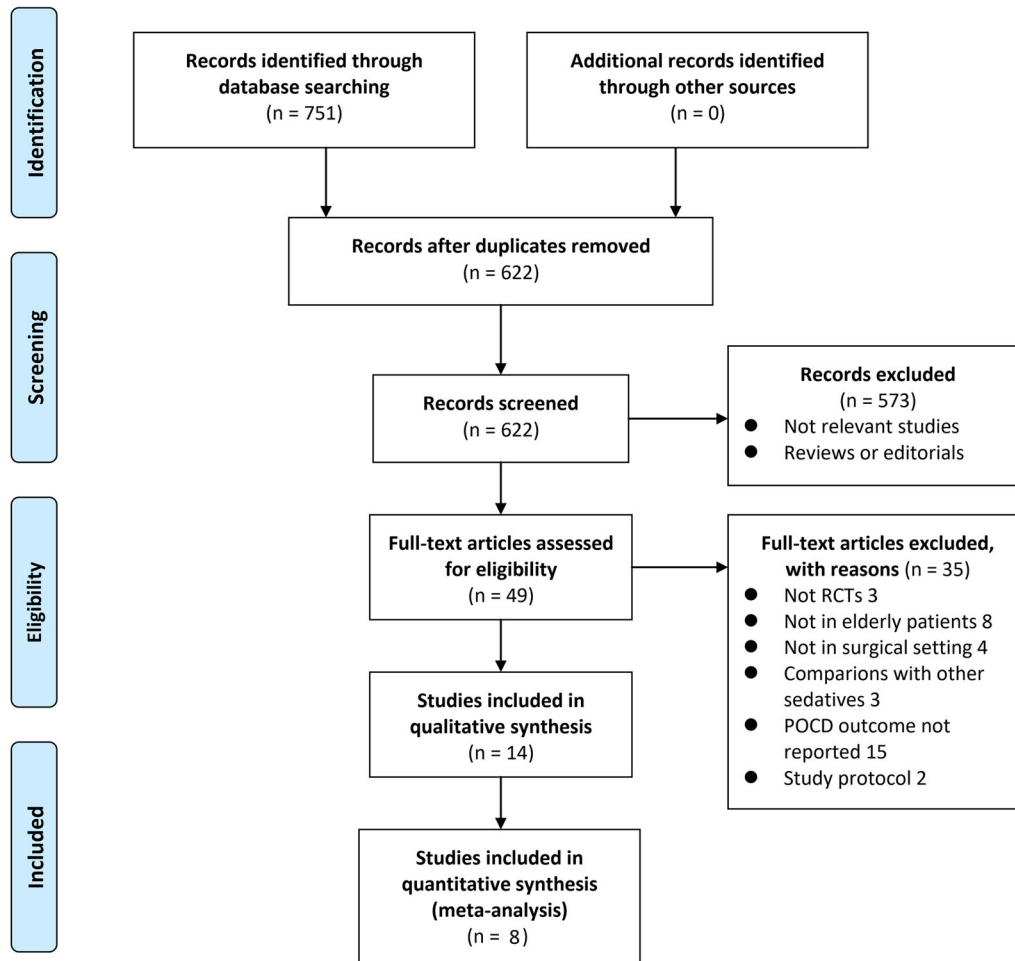 Identification
Records identified through
database searching
(n = 751)
Additional records identified
through other sources
(n = 0)
Records after duplicates removed
(n = 622)
Screening
Records screened
(n = 622)
Records excluded
(n = 573)
● Not relevant studies
● Reviews or editorials
Eligibility
Full-text articles assessed
for eligibility
(n = 49)
Full-text articles excluded,
with reasons (n = 35)
● Not RCTs 3
● Not in elderly patients 8
● Not in surgical setting 4
● Comparions with other
sedatives 3
● POCD outcome not
reported 15
● Study protocol 2
Studies included in
qualitative synthesis
(n = 14)
Included
Studies included in
quantitative synthesis
(meta-analysis)
(n = 8)